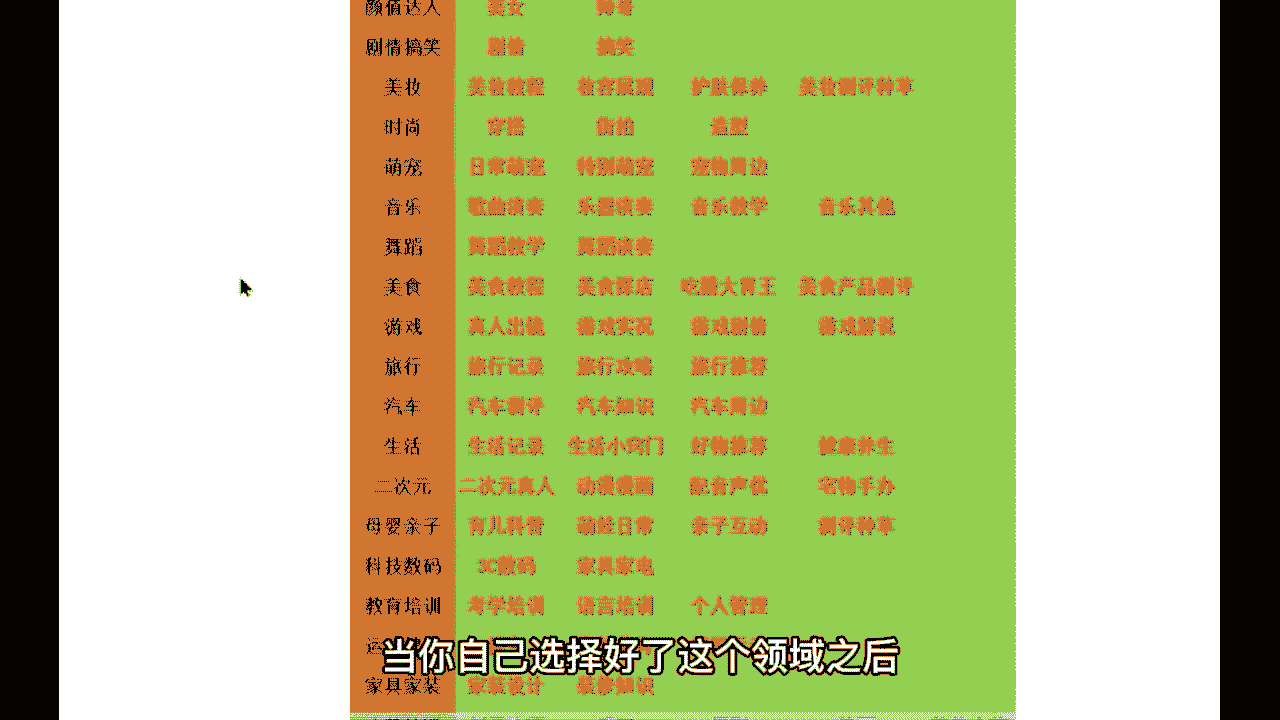 颜值达人 美女 帅哥
剧情搞笑 剧情 搞笑
美妆 美妆教程 妆容展现 护肤保养 美妆测评种草
时尚 穿搭 街拍 造型
萌宠 日常萌宠 特别萌宠 宠物周边
音乐 歌曲演奏 乐器演奏 音乐教学 音乐其他
舞蹈 舞蹈教学 舞蹈演奏
美食 美食教程 美食探店 吃播大胃王 美食产品测评
游戏 真人出镜 游戏实况 游戏剧情 游戏解说
旅行 旅行记录 旅行攻略 旅行推荐
汽车 汽车测评 汽车知识 汽车周边
生活 生活记录 生活小窍门 好物推荐 健康养生
二次元 二次元真人 动漫漫画 配音声优 宅物手办
母婴亲子 育儿科普 萌娃日常 亲子互动 测评种草
科技数码 3C数码 家具家电
教育培训 考学培训 语言培训 个人管理
当你自己选择好了这个领域之后
家具家装 家装设计 装修知识